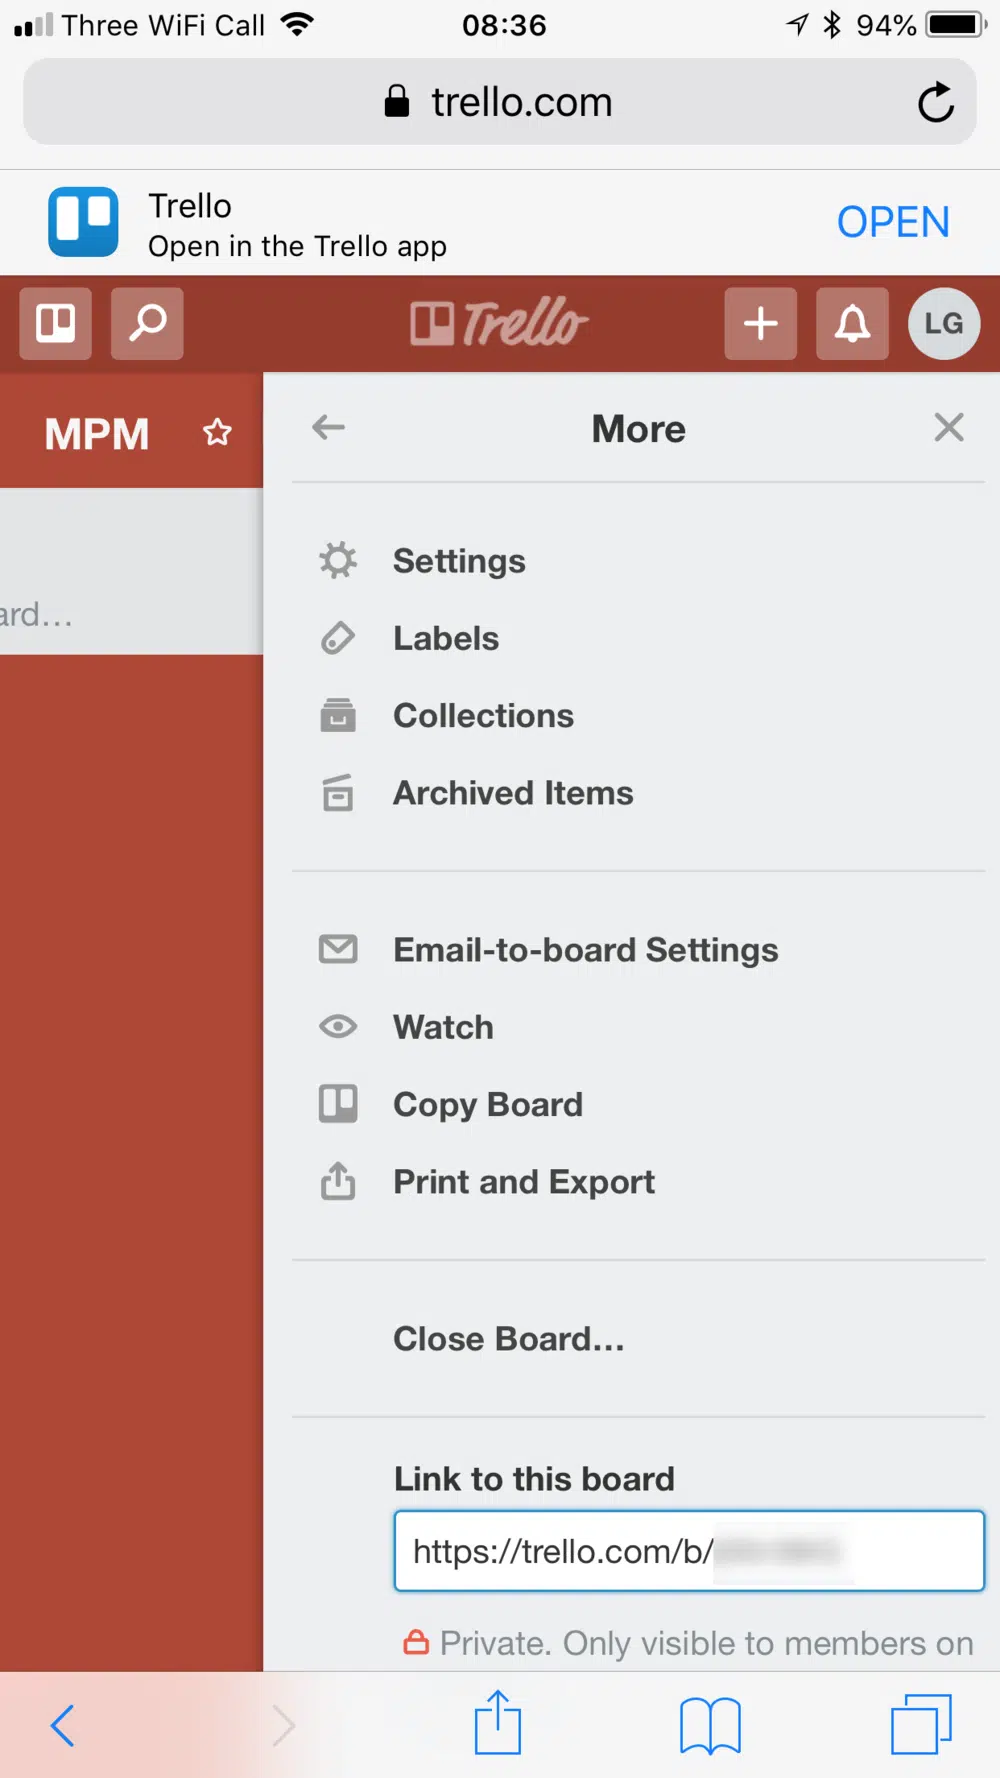 Three WiFi Call 08:36 94%
trello.com
Trello
Open in the Trello app
OPEN
Trello
LG
MPM
More
ard...
Settings
Labels
Collections
Archived Items
Email-to-board Settings
Watch
Copy Board
Print and Export
Close Board...
Link to this board
https://trello.com/b/
Private. Only visible to members on